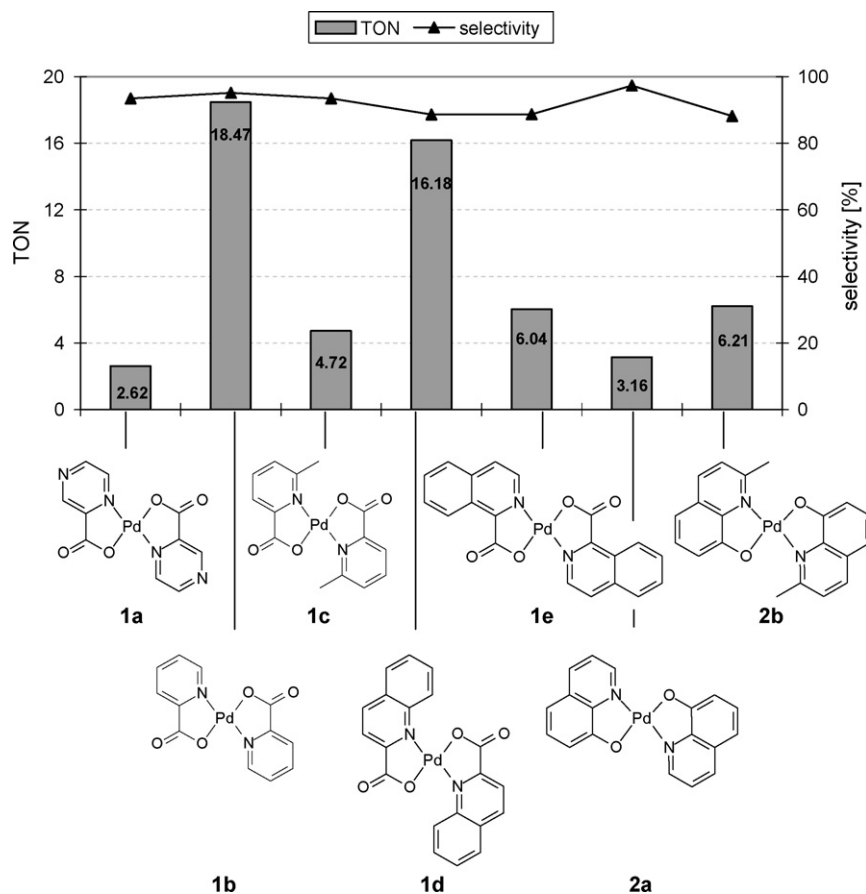 TON selectivity
20 100
18.47
16 80
16.18
12 60
TON selectivity [%]
8 40
6.04 6.21
4 20
4.72
3.16
2.62
0 0
N N O O
Pd
O O N N
N O O
Pd
O O N
O O
N
Pd
O O N
N O
Pd
O N
1a 1c 1e 2b
N O O
Pd
O O N
N O O
Pd
O O N
N O
Pd
O N
1b 1d 2a